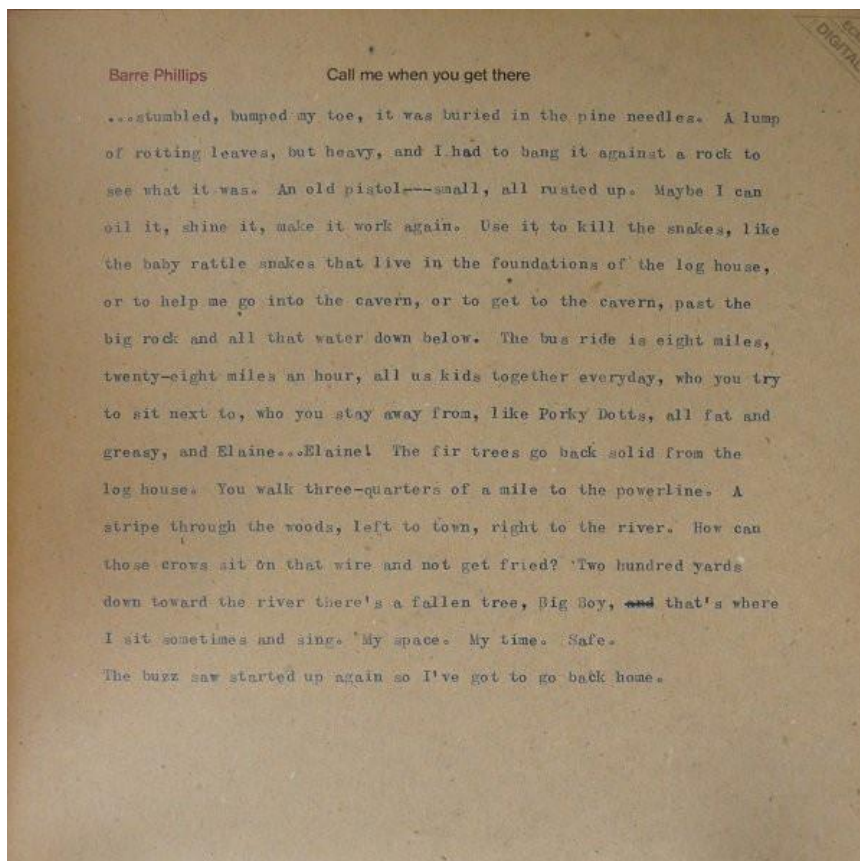 Barre Phillips Call me when you get there
DIGITAL
...stumbled, bumped my toe, it was buried in the pine needles. A lump
of rotting leaves, but heavy, and I had to bang it against a rock to
see what it was. An old pistol---small, all rusted up. Maybe I can
oil it, shine it, make it work again. Use it to kill the snakes, like
the baby rattle snakes that live in the foundations of the log house,
or to help me go into the cavern, or to get to the cavern, past the
big rock and all that water down below. The bus ride is eight miles,
twenty-eight miles an hour, all us kids together everyday, who you try
to sit next to, who you stay away from, like Porky Dotts, all fat and
greasy, and Elaine...Elaine! The fir trees go back solid from the
log house. You walk three-quarters of a mile to the powerline. A
stripe through the woods, left to town, right to the river. How can
those crows sit on that wire and not get fried? Two hundred yards
down toward the river there's a fallen tree, Big Boy, and that's where
I sit sometimes and sing. My space. My time. Safe.
The buzz saw started up again so I've got to go back home.